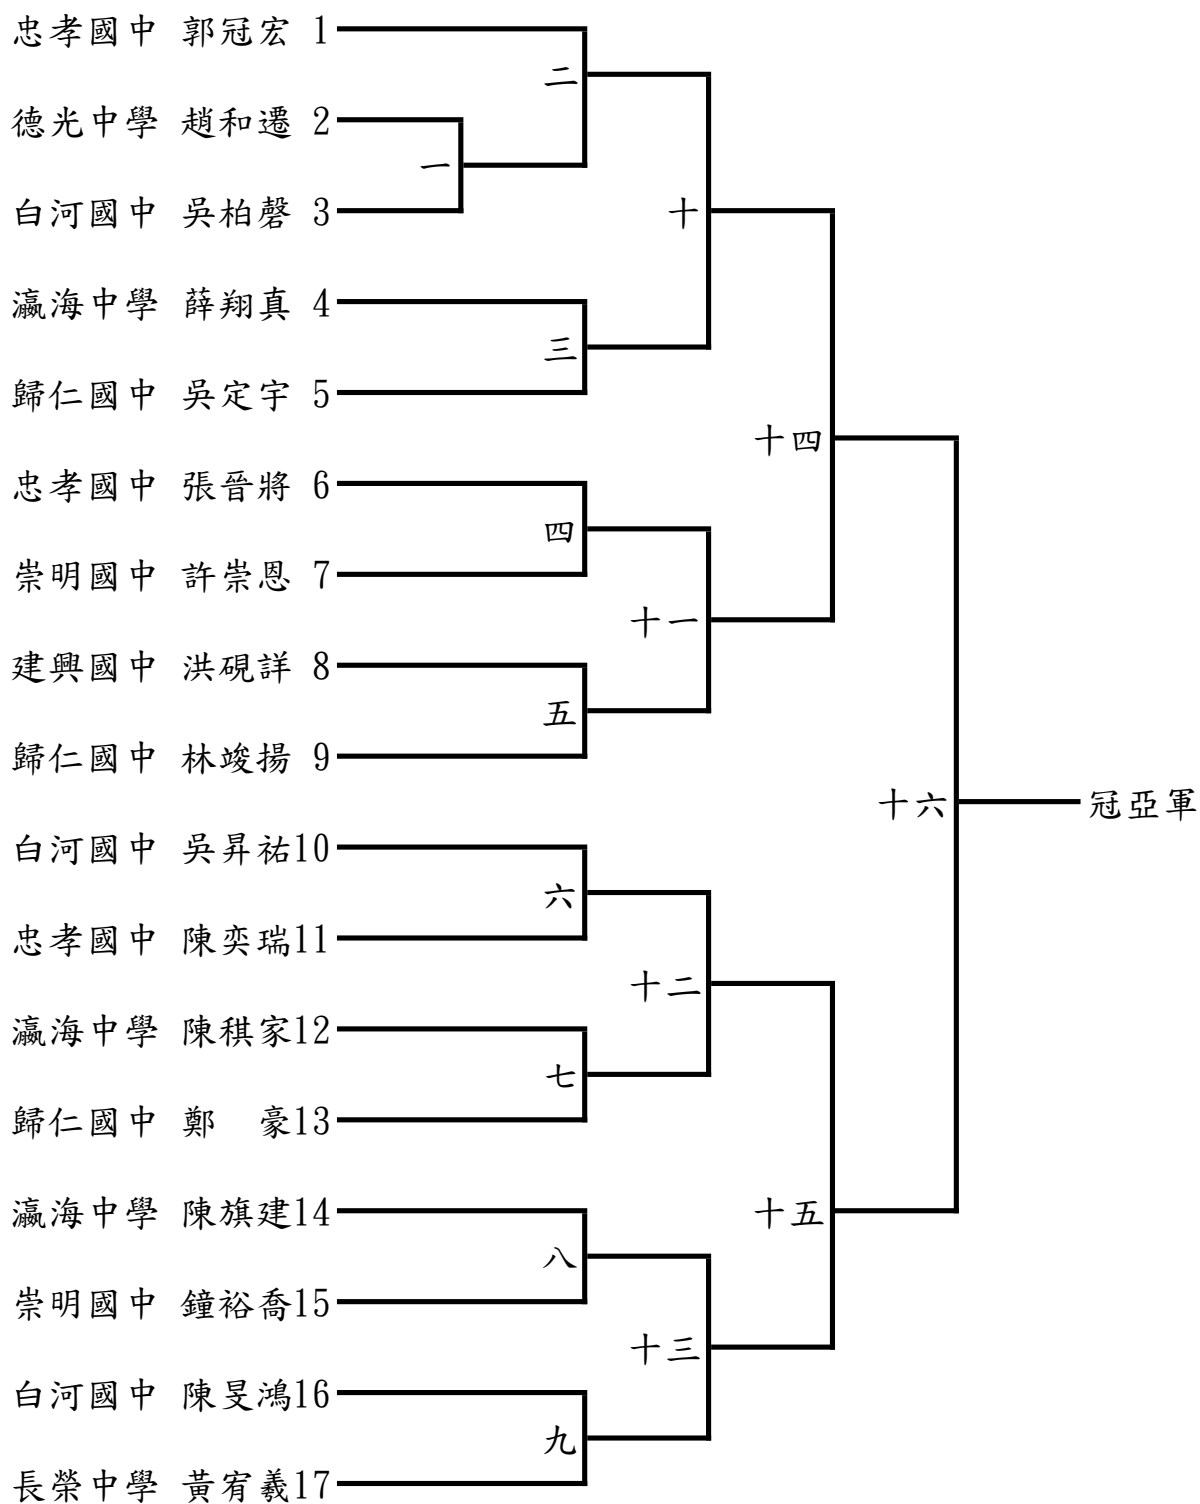 忠孝國中 郭冠宏 1
二
德光中學 趙和遷 2
一
白河國中 吳柏磬 3
十
瀛海中學 薛翔真 4
三
歸仁國中 吳定宇 5
十四
忠孝國中 張晉將 6
四
崇明國中 許崇恩 7
十一
建興國中 洪硯詳 8
五
歸仁國中 林竣揚 9
十六 冠亞軍
白河國中 吳昇祐10
六
忠孝國中 陳奕瑞11
十二
瀛海中學 陳稘家12
七
歸仁國中 鄭　豪13
瀛海中學 陳旗建14
十五
八
崇明國中 鐘裕喬15
十三
白河國中 陳旻鴻16
九
長榮中學 黃宥羲17